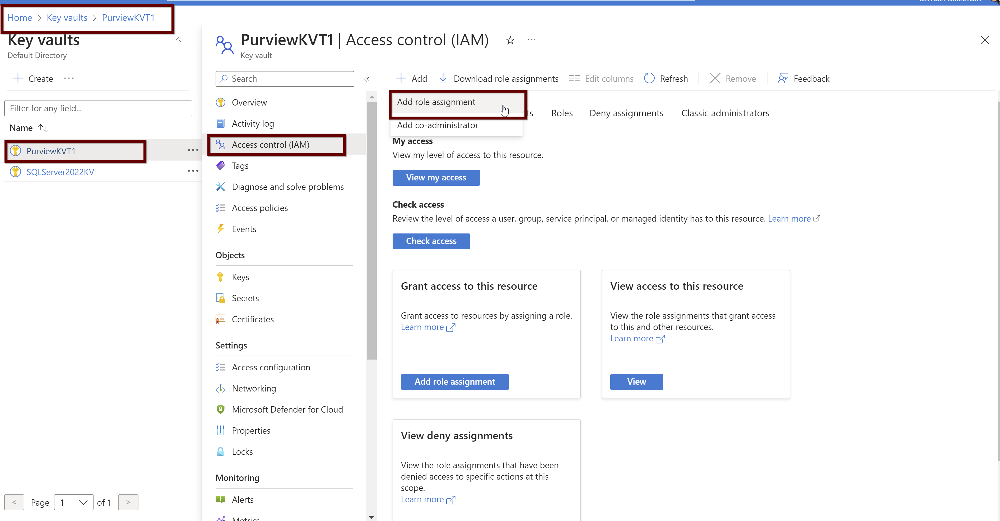 DEFAULT DIRECTORY
Home > Key vaults > PurviewKVT1
Key vaults
Default Directory
Create
Filter for any field...
Name
PurviewKVT1
SQLServer2022KV
< Page 1 of 1 >
PurviewKVT1 | Access control (IAM)
Key vault
Search
Overview
Activity log
Access control (IAM)
Tags
Diagnose and solve problems
Access policies
Events
Objects
Keys
Secrets
Certificates
Settings
Access configuration
Networking
Microsoft Defender for Cloud
Properties
Locks
Monitoring
Alerts
Metrics
Add Download role assignments Edit columns Refresh Remove Feedback
Add role assignment
Add co-administrator
Roles Deny assignments Classic administrators
My access
View my level of access to this resource.
View my access
Check access
Review the level of access a user, group, service principal, or managed identity has to this resource. Learn more
Check access
Grant access to this resource
Grant access to resources by assigning a role.
Learn more
Add role assignment
View access to this resource
View the role assignments that grant access
to this and other resources.
Learn more
View
View deny assignments
View the role assignments that have been
denied access to specific actions at this
scope.
Learn more